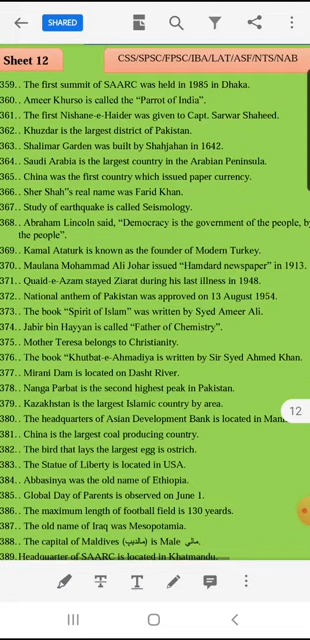 SHARED
Sheet 12
CSS/SPSC/FPSC/IBA/LAT/ASF/NTS/NAB
359. . The first summit of SAARC was held in 1985 in Dhaka.
360. . Ameer Khurso is called the “Parrot of India”.
361. . The first Nishane-e-Haider was given to Capt. Sarwar Shaheed.
362. . Khuzdar is the largest district of Pakistan.
363. . Shalimar Garden was built by Shahjahan in 1642.
364. . Saudi Arabia is the largest country in the Arabian Peninsula.
365. . China was the first country which issued paper currency.
366. . Sher Shah"s real name was Farid Khan.
367. . Study of earthquake is called Seismology.
368. . Abraham Lincoln said, “Democracy is the government of the people, b
the people”.
369. . Kamal Ataturk is known as the founder of Modern Turkey.
370. . Maulana Mohammad Ali Johar issued “Hamdard newspaper” in 1913.
371. . Quaid-e-Azam stayed Ziarat during his last illness in 1948.
372. . National anthem of Pakistan was approved on 13 August 1954.
373. . The book “Spirit of Islam” was written by Syed Ameer Ali.
374. . Jabir bin Hayyan is called “Father of Chemistry”.
375. . Mother Teresa belongs to Christianity.
376. . The book “Khutbat-e-Ahmadiya is written by Sir Syed Ahmed Khan.
377. . Mirani Dam is located on Dasht River.
378. . Nanga Parbat is the second highest peak in Pakistan.
379. . Kazakhstan is the largest Islamic country by area.
380. . The headquarters of Asian Development Bank is located in Man
12
381. . China is the largest coal producing country.
382. . The bird that lays the largest egg is ostrich.
383. . The Statue of Liberty is located in USA.
384. . Abbasinya was the old name of Ethiopia.
385. . Global Day of Parents is observed on June 1.
386. . The maximum length of football field is 130 yeards.
387. . The old name of Iraq was Mesopotamia.
388. . The capital of Maldives (مالدیپ) is Male مالے.
389. Headquarter of SAARC is located in Khatmandu.